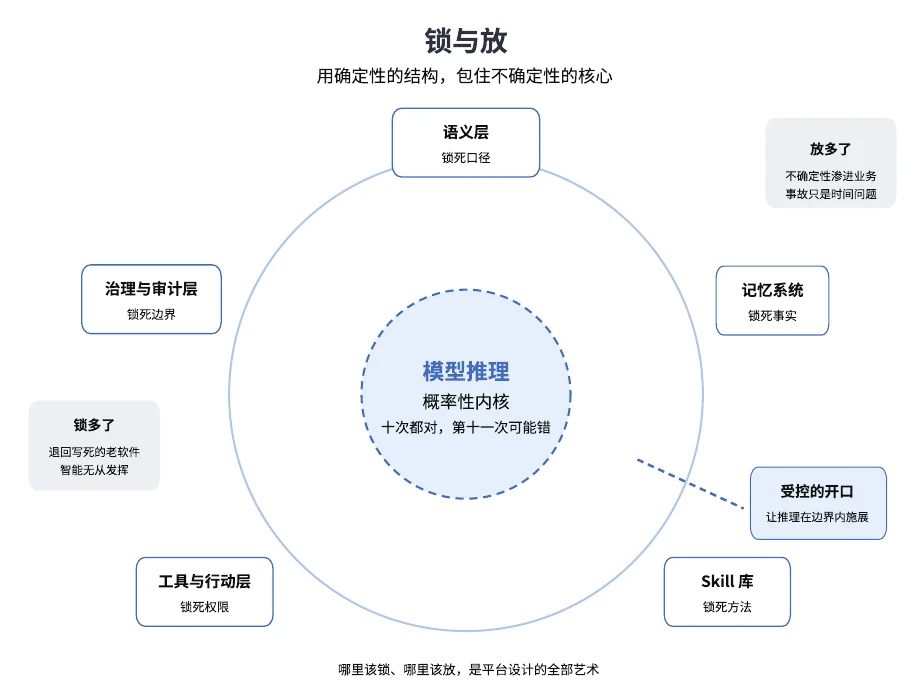 锁与放
用确定性的结构，包住不确定性的核心
语义层
锁死口径
放多了
不确定性渗进业务
事故只是时间问题
治理与审计层
锁死边界
记忆系统
锁死事实
模型推理
概率性内核
十次都对，第十一次可能错
锁多了
退回写死的老软件
智能无从发挥
受控的开口
让推理在边界内施展
工具与行动层
锁死权限
Skill 库
锁死方法
哪里该锁、哪里该放，是平台设计的全部艺术